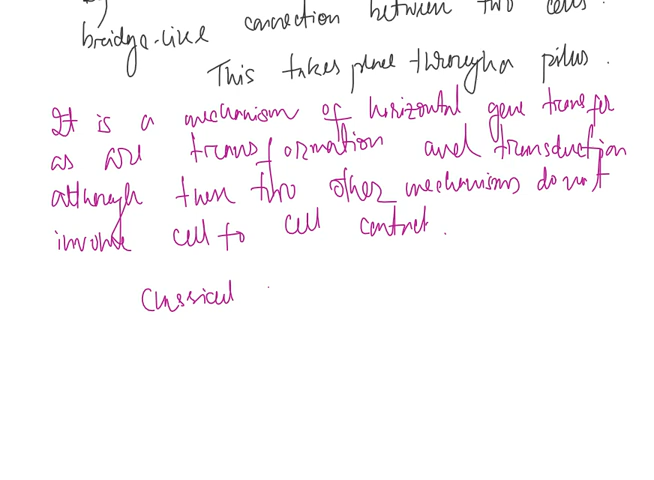 connection between two cells.
bridge-like
This takes place through a pilus.
It is a mechanism of horizontal gene transfer
as are transformation and transduction
although these two other mechanisms do not
involve cell to cell contact.
Classical